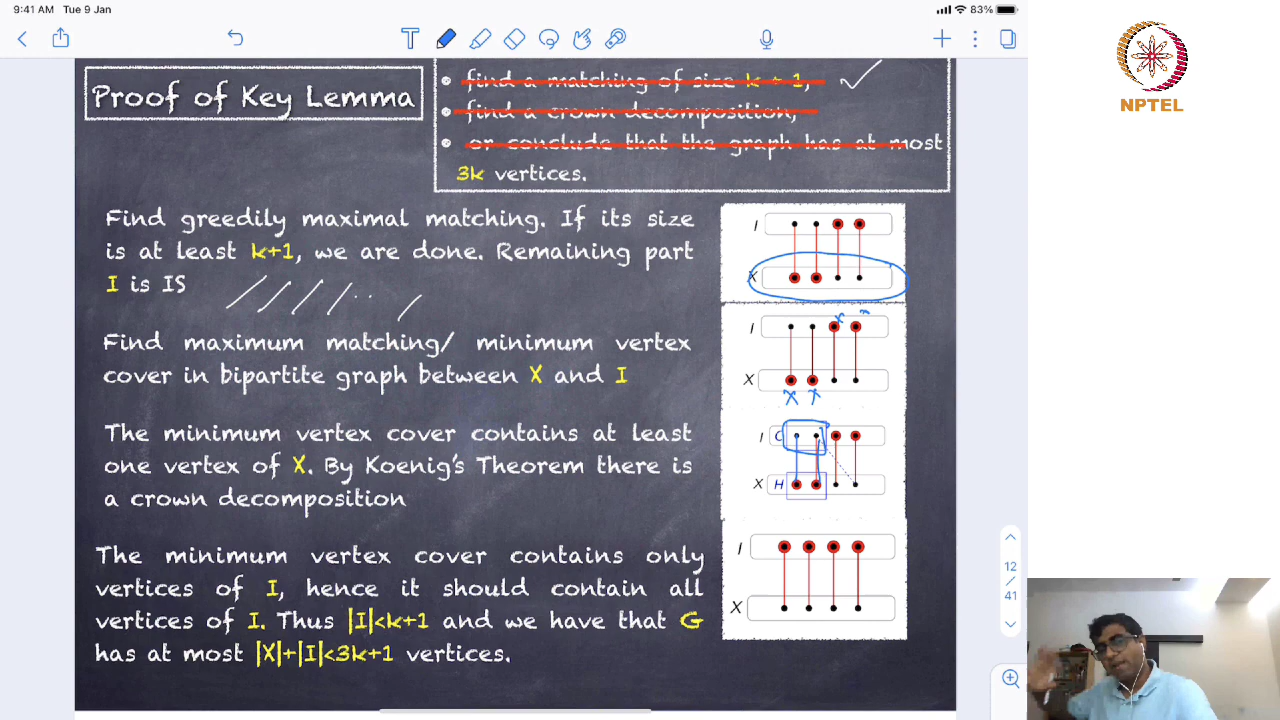 9:41 AM Tue 9 Jan
83%
Proof of Key Lemma
find a matching of size k + 1,
find a crown decomposition,
or conclude that the graph has at most
3k vertices.
Find greedily maximal matching. If its size
is at least k+1, we are done. Remaining part
I is IS
Find maximum matching/ minimum vertex
cover in bipartite graph between X and I
The minimum vertex cover contains at least
one vertex of X. By Koenig's Theorem there is
a crown decomposition
The minimum vertex cover contains only
vertices of I, hence it should contain all
vertices of I. Thus |I|<k+1 and we have that G
has at most |X|+|I|<3k+1 vertices.
I
X
I
x
X
X X
I C
X H
I
X
12
/
41
NPTEL